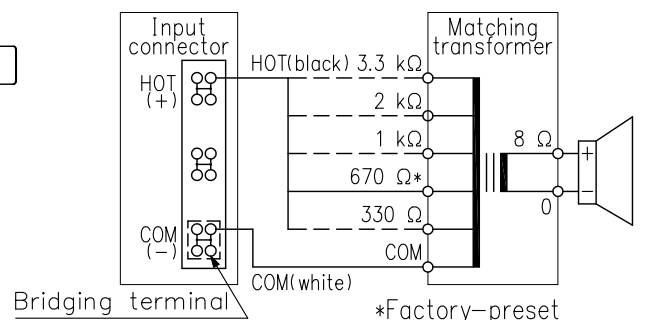 Input
connector
Matching
transformer
HOT
(+)
HOT(black) 3.3 kΩ
2 kΩ
1 kΩ
8 Ω
+
670 Ω*
−
0
330 Ω
COM
(−)
COM
COM(white)
Bridging terminal
*Factory−preset